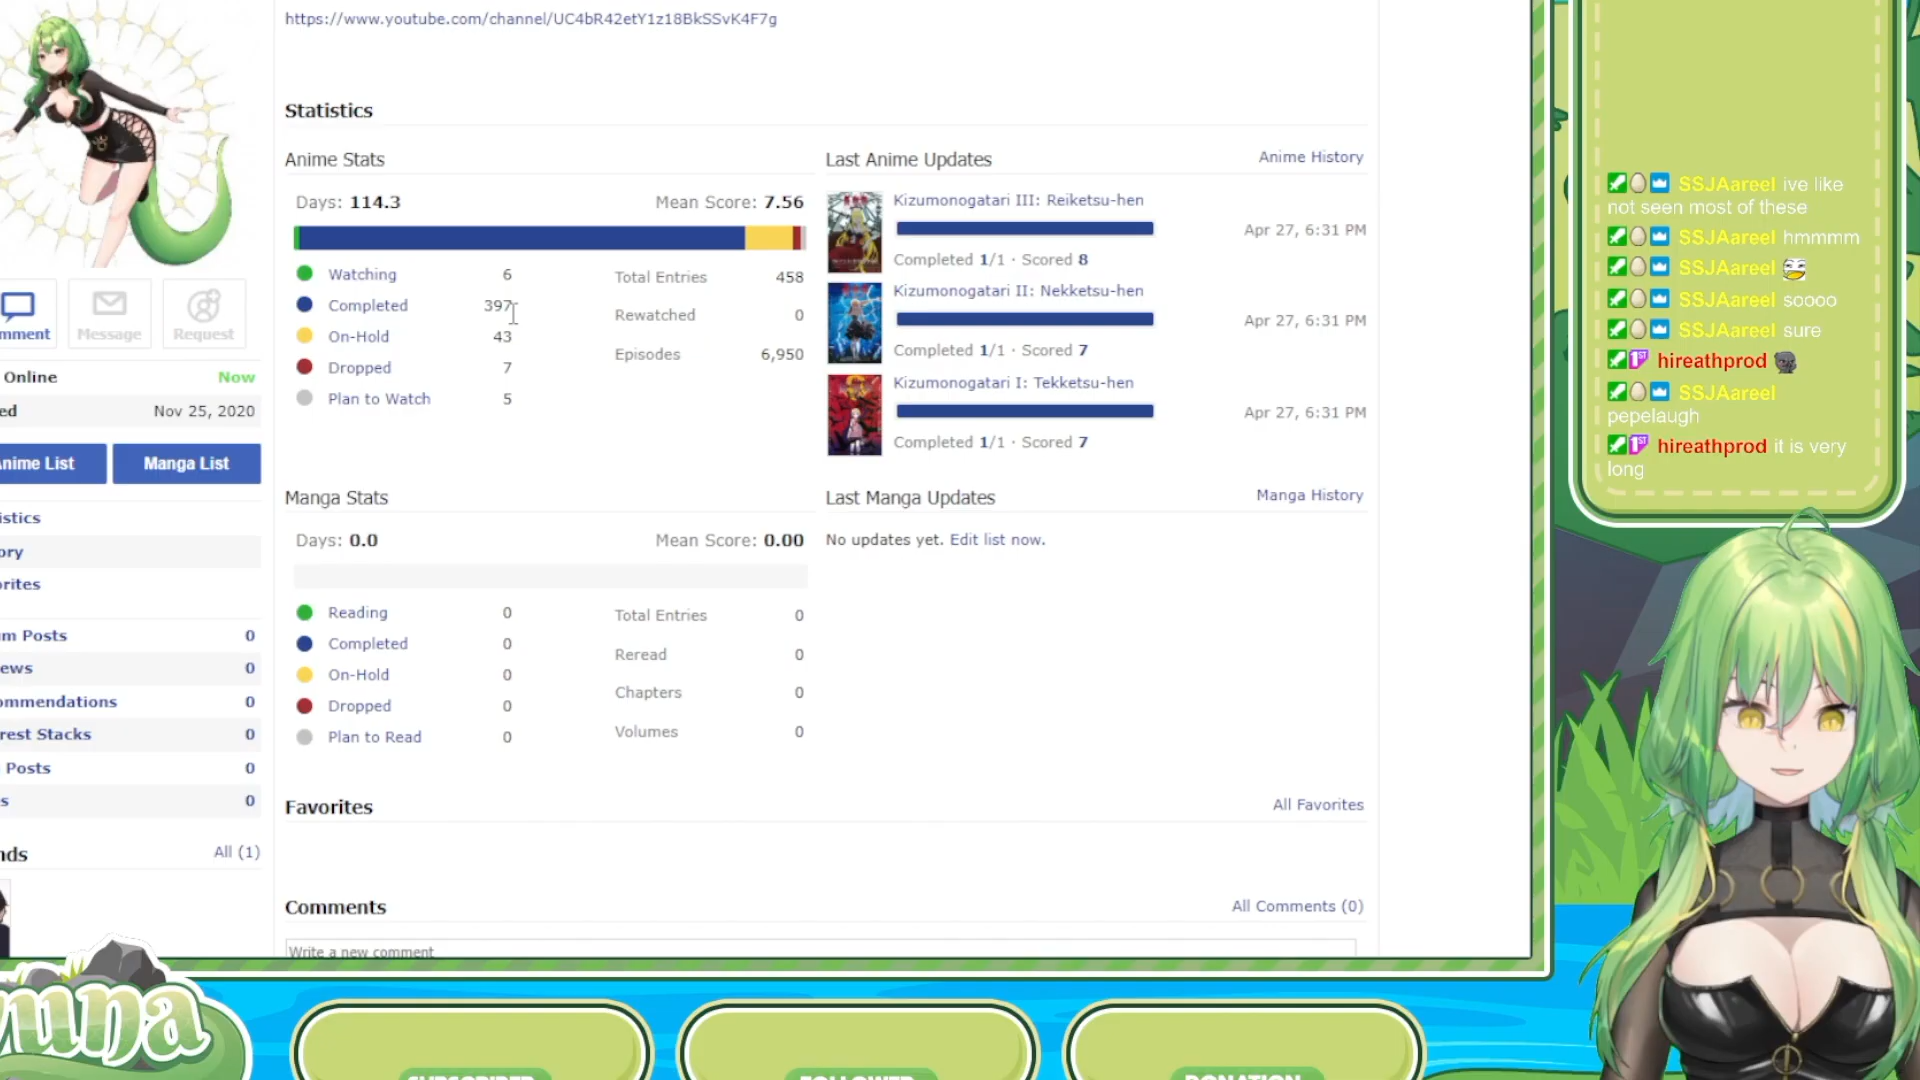 https://www.youtube.com/channel/UC4bR42etY1z18BkSSvK4F7g
Statistics
Anime Stats
Days: 114.3 Mean Score: 7.56
Watching 6
Completed 397
On-Hold 43
Dropped 7
Plan to Watch 5
Total Entries 458
Rewatched 0
Episodes 6,950
Last Anime Updates Anime History
Kizumonogatari III: Reiketsu-hen
Apr 27, 6:31 PM
Completed 1/1 · Scored 8
Kizumonogatari II: Nekketsu-hen
Apr 27, 6:31 PM
Completed 1/1 · Scored 7
Kizumonogatari I: Tekketsu-hen
Apr 27, 6:31 PM
Completed 1/1 · Scored 7
Manga Stats
Days: 0.0 Mean Score: 0.00
Reading 0
Completed 0
On-Hold 0
Dropped 0
Plan to Read 0
Total Entries 0
Reread 0
Chapters 0
Volumes 0
Last Manga Updates Manga History
No updates yet. Edit list now.
Favorites All Favorites
Comments All Comments (0)
Write a new comment
mment Message Request
Online Now
ed Nov 25, 2020
nime List Manga List
istics
ory
orites
m Posts 0
ews 0
ommendations 0
rest Stacks 0
Posts 0
s 0
nds All (1)
SSJAareel ive like
not seen most of these
SSJAareel hmmmm
SSJAareel
SSJAareel soooo
SSJAareel sure
1ST hireathprod
SSJAareel
pepelaugh
1ST hireathprod it is very
long
una
SUBSCRIBER
FOLLOWER
DONATION